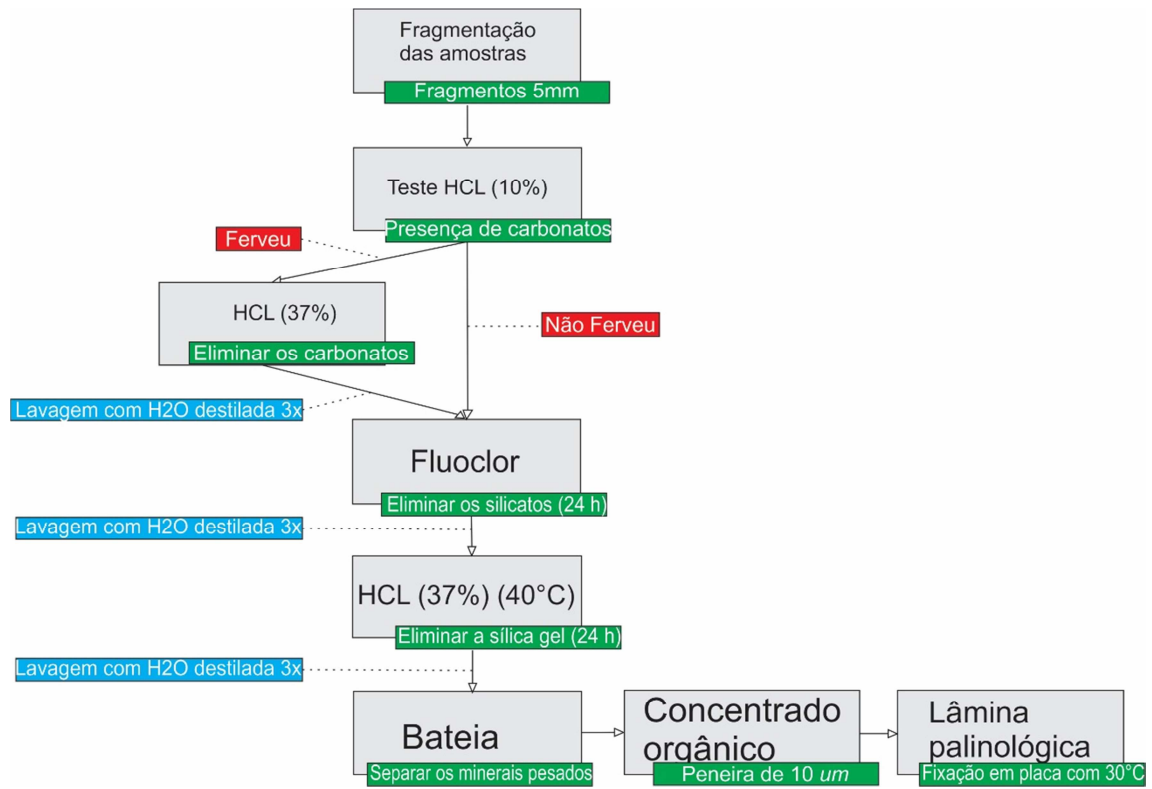 Fragmentação
das amostras
Fragmentos 5mm
Teste HCL (10%)
Presença de carbonatos
Ferveu
HCL (37%)
Não Ferveu
Eliminar os carbonatos
Lavagem com H2O destilada 3x
Fluoclor
Eliminar os silicatos (24 h)
Lavagem com H2O destilada 3x
HCL (37%) (40°C)
Eliminar a sílica gel (24 h)
Lavagem com H2O destilada 3x
Bateia
Separar os minerais pesados
Concentrado
orgânico
Peneira de 10 um
Lâmina
palinológica
Fixação em placa com 30°C